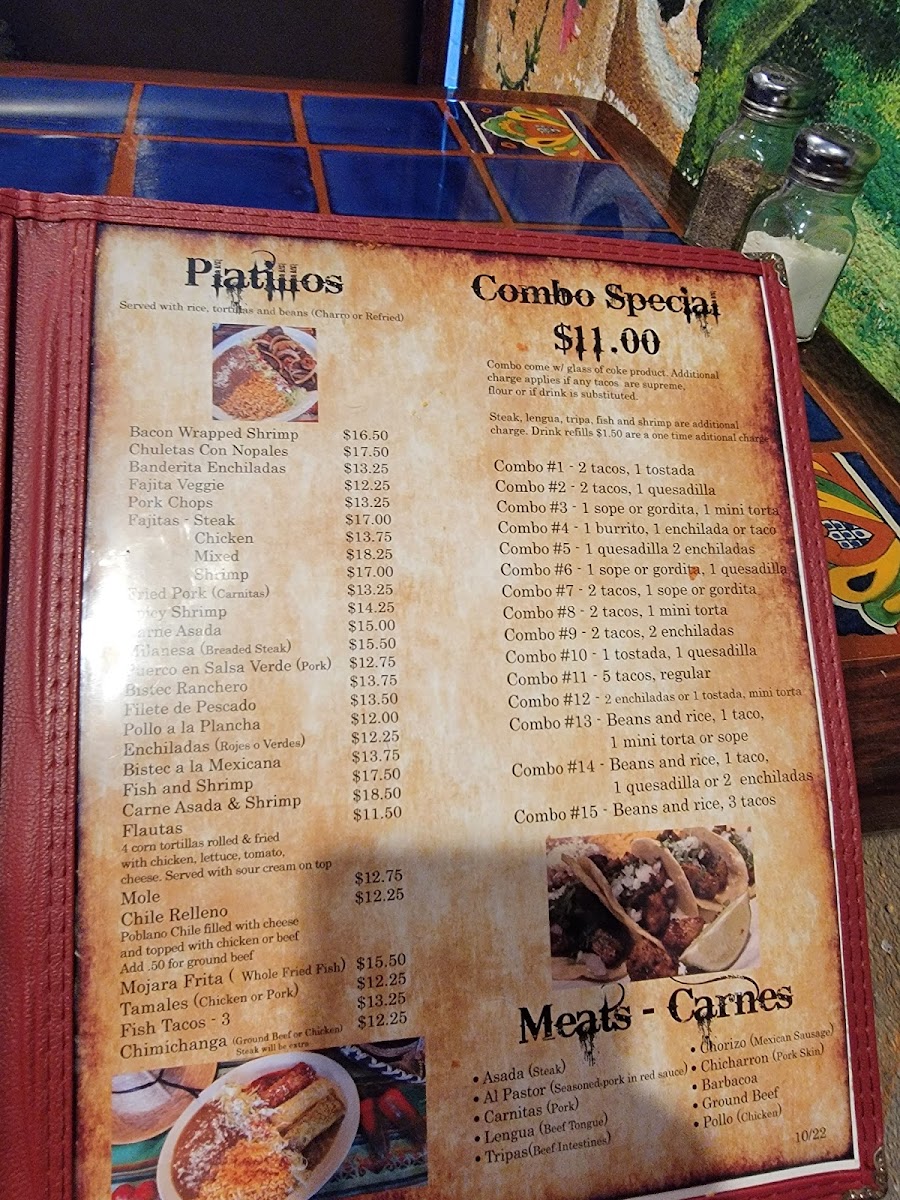 Platillos
Served with rice, tortillas and beans (Charro or Refried)
Bacon Wrapped Shrimp $16.50
Chuletas Con Nopales $17.50
Banderita Enchiladas $13.25
Fajita Veggie $12.25
Pork Chops $13.25
Fajitas - Steak $17.00
Chicken $13.75
Mixed $18.25
Shrimp $17.00
Fried Pork (Carnitas) $13.25
Spicy Shrimp $14.25
Carne Asada $15.00
Milanesa (Breaded Steak) $15.50
Puerco en Salsa Verde (Pork) $12.75
Bistec Ranchero $13.75
Filete de Pescado $13.50
Pollo a la Plancha $12.00
Enchiladas (Rojes o Verdes) $12.25
Bistec a la Mexicana $13.75
Fish and Shrimp $17.50
Carne Asada & Shrimp $18.50
Flautas $11.50
4 corn tortillas rolled & fried
with chicken, lettuce, tomato,
cheese. Served with sour cream on top
Mole $12.75
Chile Relleno $12.25
Poblano Chile filled with cheese
and topped with chicken or beef
Add .50 for ground beef
Mojara Frita ( Whole Fried Fish) $15.50
Tamales (Chicken or Pork) $12.25
Fish Tacos - 3 $13.25
Chimichanga (Ground Beef or Chicken) $12.25
Steak will be extra
Combo Special
$11.00
Combo come w/ glass of coke product. Additional
charge applies if any tacos are supreme,
flour or if drink is substituted.
Steak, lengua, tripa, fish and shrimp are additional
charge. Drink refills $1.50 are a one time aditional charge
Combo #1 - 2 tacos, 1 tostada
Combo #2 - 2 tacos, 1 quesadilla
Combo #3 - 1 sope or gordita, 1 mini torta
Combo #4 - 1 burrito, 1 enchilada or taco
Combo #5 - 1 quesadilla 2 enchiladas
Combo #6 - 1 sope or gordita, 1 quesadilla
Combo #7 - 2 tacos, 1 sope or gordita
Combo #8 - 2 tacos, 1 mini torta
Combo #9 - 2 tacos, 2 enchiladas
Combo #10 - 1 tostada, 1 quesadilla
Combo #11 - 5 tacos, regular
Combo #12 - 2 enchiladas or 1 tostada, mini torta
Combo #13 - Beans and rice, 1 taco,
1 mini torta or sope
Combo #14 - Beans and rice, 1 taco,
1 quesadilla or 2 enchiladas
Combo #15 - Beans and rice, 3 tacos
Meats - Carnes
• Asada (Steak)
• Al Pastor (Seasoned pork in red sauce)
• Carnitas (Pork)
• Lengua (Beef Tongue)
• Tripas(Beef Intestines)
• Chorizo (Mexican Sausage)
• Chicharron (Pork Skin)
• Barbacoa
• Ground Beef
• Pollo (Chicken)
10/22